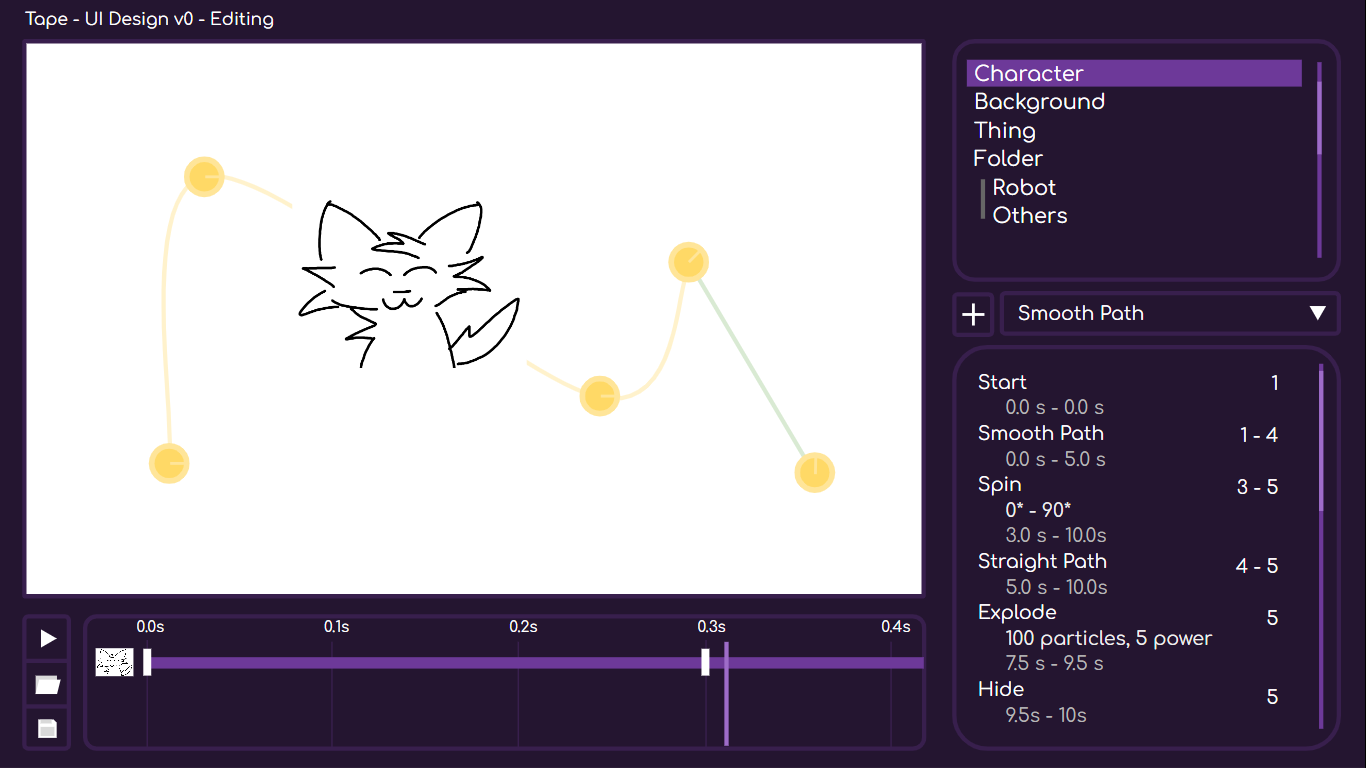 Tape - UI Design v0 - Editing
Character
Background
Thing
Folder
Robot
Others
Smooth Path
Start 1
0.0 s - 0.0 s
Smooth Path 1 - 4
0.0 s - 5.0 s
Spin 3 - 5
0* - 90*
3.0 s - 10.0s
Straight Path 4 - 5
5.0 s - 10.0s
Explode 5
100 particles, 5 power
7.5 s - 9.5 s
Hide 5
9.5s - 10s
0.0s 0.1s 0.2s 0.3s 0.4s